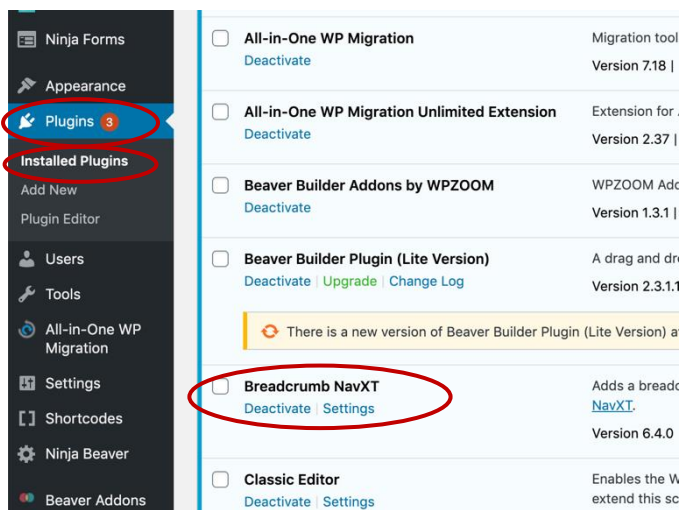 Ninja Forms
Appearance
Plugins 3
Installed Plugins
Add New
Plugin Editor
Users
Tools
All-in-One WP
Migration
Settings
Shortcodes
Ninja Beaver
Beaver Addons
All-in-One WP Migration
Deactivate
Migration tool
Version 7.18 |
All-in-One WP Migration Unlimited Extension
Deactivate
Extension for
Version 2.37 |
Beaver Builder Addons by WPZOOM
Deactivate
WPZOOM Add
Version 1.3.1 |
Beaver Builder Plugin (Lite Version)
Deactivate | Upgrade | Change Log
A drag and dr
Version 2.3.1.1
There is a new version of Beaver Builder Plugin (Lite Version) a
Breadcrumb NavXT
Deactivate | Settings
Adds a breadc
NavXT.
Version 6.4.0
Classic Editor
Deactivate | Settings
Enables the W
extend this sc